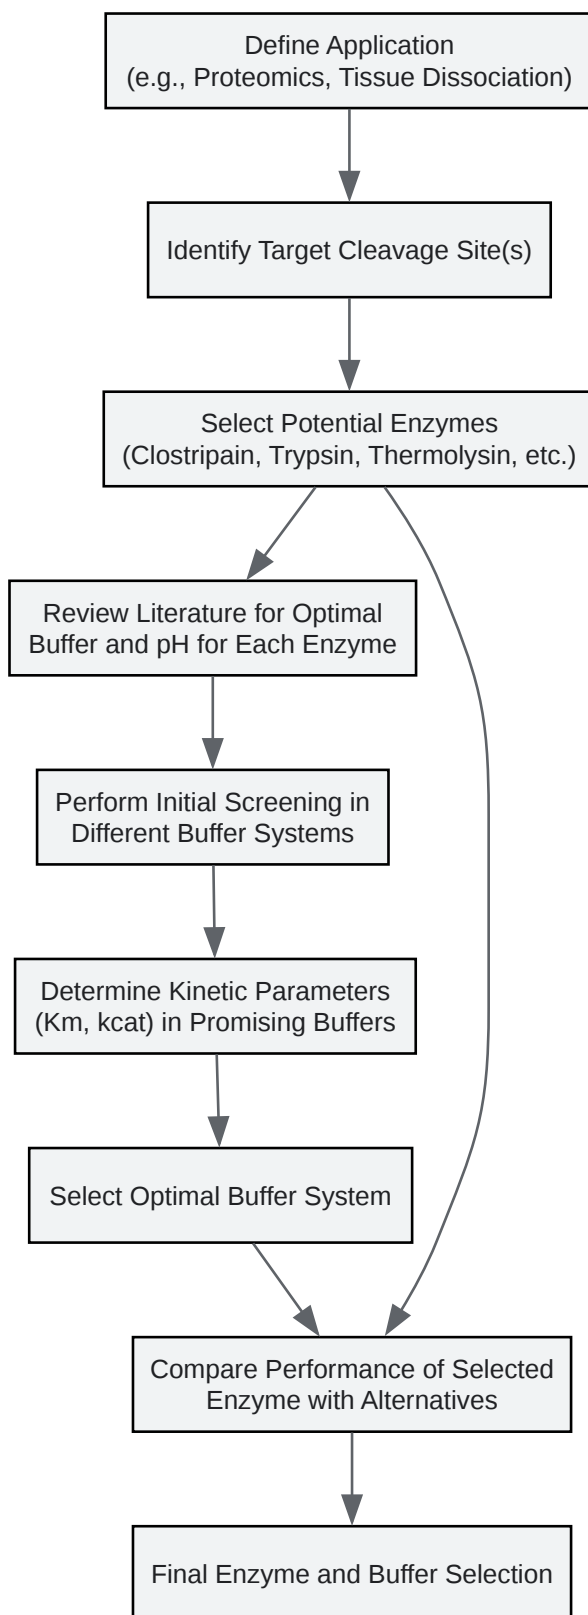 Define Application
(e.g., Proteomics, Tissue Dissociation)
Identify Target Cleavage Site(s)
Select Potential Enzymes
(Clostripain, Trypsin, Thermolysin, etc.)
Review Literature for Optimal
Buffer and pH for Each Enzyme
Perform Initial Screening in
Different Buffer Systems
Determine Kinetic Parameters
(Km, kcat) in Promising Buffers
Select Optimal Buffer System
Compare Performance of Selected
Enzyme with Alternatives
Final Enzyme and Buffer Selection